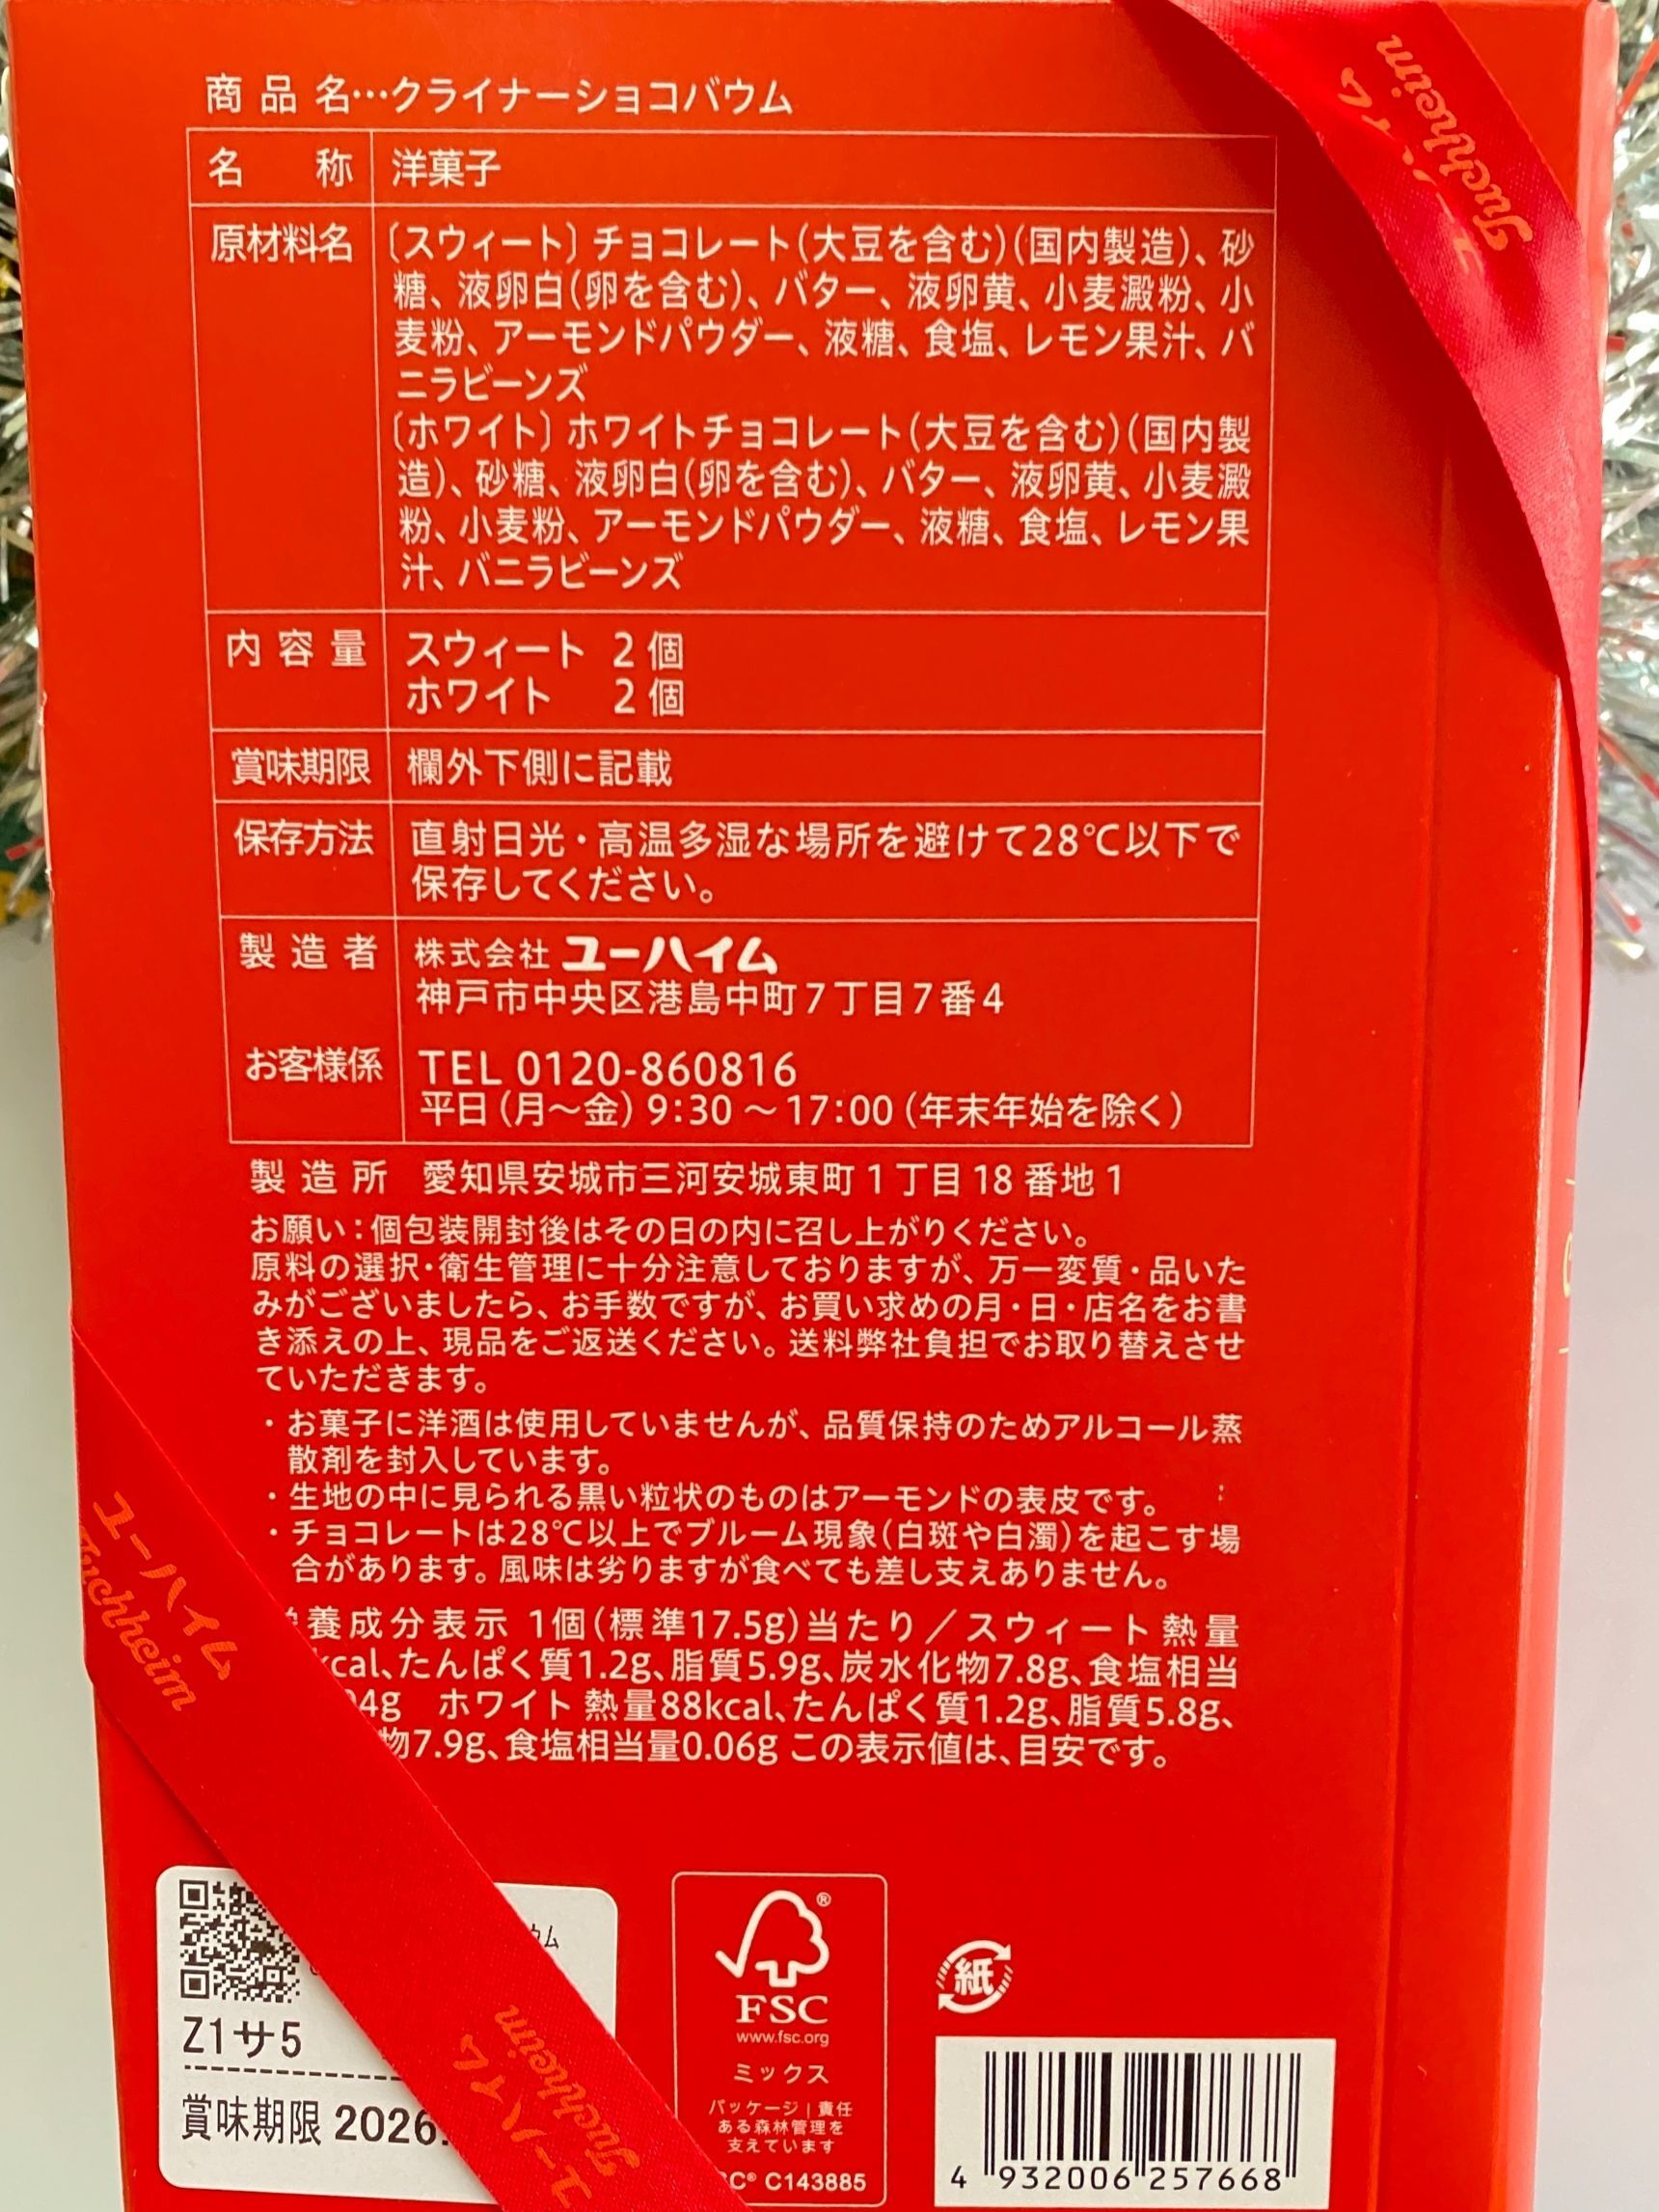 商品名…クライナーショコバウム
名称 洋菓子
原材料名 〔スウィート〕チョコレート(大豆を含む)(国内製造)、砂
糖、液卵白(卵を含む)、バター、液卵黄、小麦澱粉、小
麦粉、アーモンドパウダー、液糖、食塩、レモン果汁、バ
ニラビーンズ
〔ホワイト〕ホワイトチョコレート(大豆を含む)(国内製
造)、砂糖、液卵白(卵を含む)、バター、液卵黄、小麦澱
粉、小麦粉、アーモンドパウダー、液糖、食塩、レモン果
汁、バニラビーンズ
内容量 スウィート 2個
ホワイト 2個
賞味期限 欄外下側に記載
保存方法 直射日光・高温多湿な場所を避けて28℃以下で
保存してください。
製造者 株式会社 ユーハイム
神戸市中央区港島中町7丁目7番4
お客様係 TEL 0120-860816
平日(月〜金)9:30〜17:00(年末年始を除く)
製造所 愛知県安城市三河安城東町1丁目18番地1
お願い:個包装開封後はその日の内に召し上がりください。
原料の選択・衛生管理に十分注意しておりますが、万一変質・品いた
みがございましたら、お手数ですが、お買い求めの月・日・店名をお書
き添えの上、現品をご返送ください。送料弊社負担でお取り替えさせ
ていただきます。
・お菓子に洋酒は使用していませんが、品質保持のためアルコール蒸
散剤を封入しています。
・生地の中に見られる黒い粒状のものはアーモンドの表皮です。
・チョコレートは28℃以上でブルーム現象(白斑や白濁)を起こす場
合があります。風味は劣りますが食べても差し支えありません。
養成分表示 1個(標準17.5g)当たり/スウィート 熱量
kcal、たんぱく質1.2g、脂質5.9g、炭水化物7.8g、食塩相当
04g ホワイト 熱量88kcal、たんぱく質1.2g、脂質5.8g、
物7.9g、食塩相当量0.06g この表示値は、目安です。
ユーハイム
Juchheim
ユーハイム
Juchheim
Juchheim
ウム
Z1サ5
賞味期限 2026.
FSC
®
www.fsc.org
ミックス
パッケージ|責任
ある森林管理を
支えています
C® C143885
紙
4 932006 257668